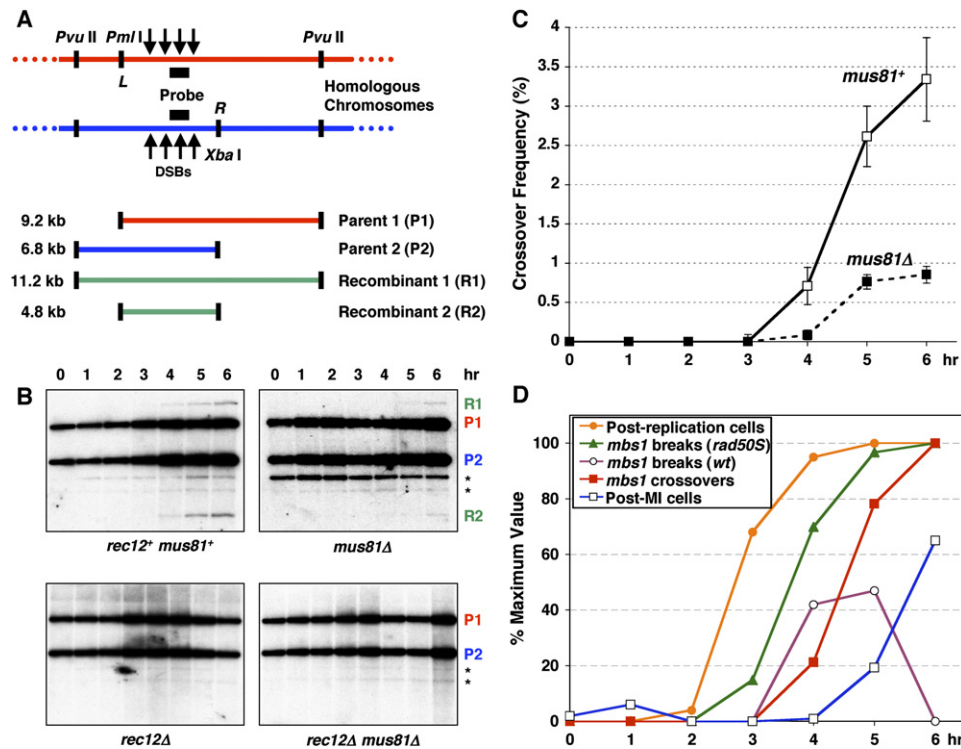 A
Pvu II
Pml I
Pvu II
L
Probe
R
Homologous
Chromosomes
DSBs
Xba I
9.2 kb
Parent 1 (P1)
6.8 kb
Parent 2 (P2)
11.2 kb
Recombinant 1 (R1)
4.8 kb
Recombinant 2 (R2)
B
0 1 2 3 4 5 6
0 1 2 3 4 5 6 hr
R1
P1
P2
*
*
R2
rec12+ mus81+
mus81Δ
P1
P2
*
*
rec12Δ
rec12Δ mus81Δ
C
Crossover Frequency (%)
4
3.5
3
2.5
2
1.5
1
0.5
0
mus81+
mus81Δ
0 1 2 3 4 5 6 hr
D
% Maximum Value
100
80
60
40
20
0
Post-replication cells
mbs1 breaks (rad50S)
mbs1 breaks (wt)
mbs1 crossovers
Post-MI cells
0 1 2 3 4 5 6 hr